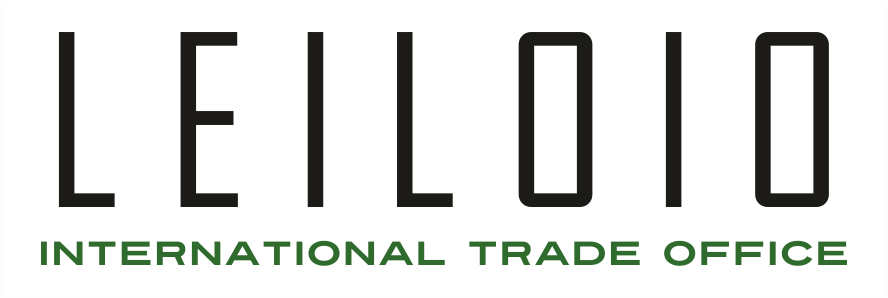 LEILOIO
INTERNATIONAL TRADE OFFICE